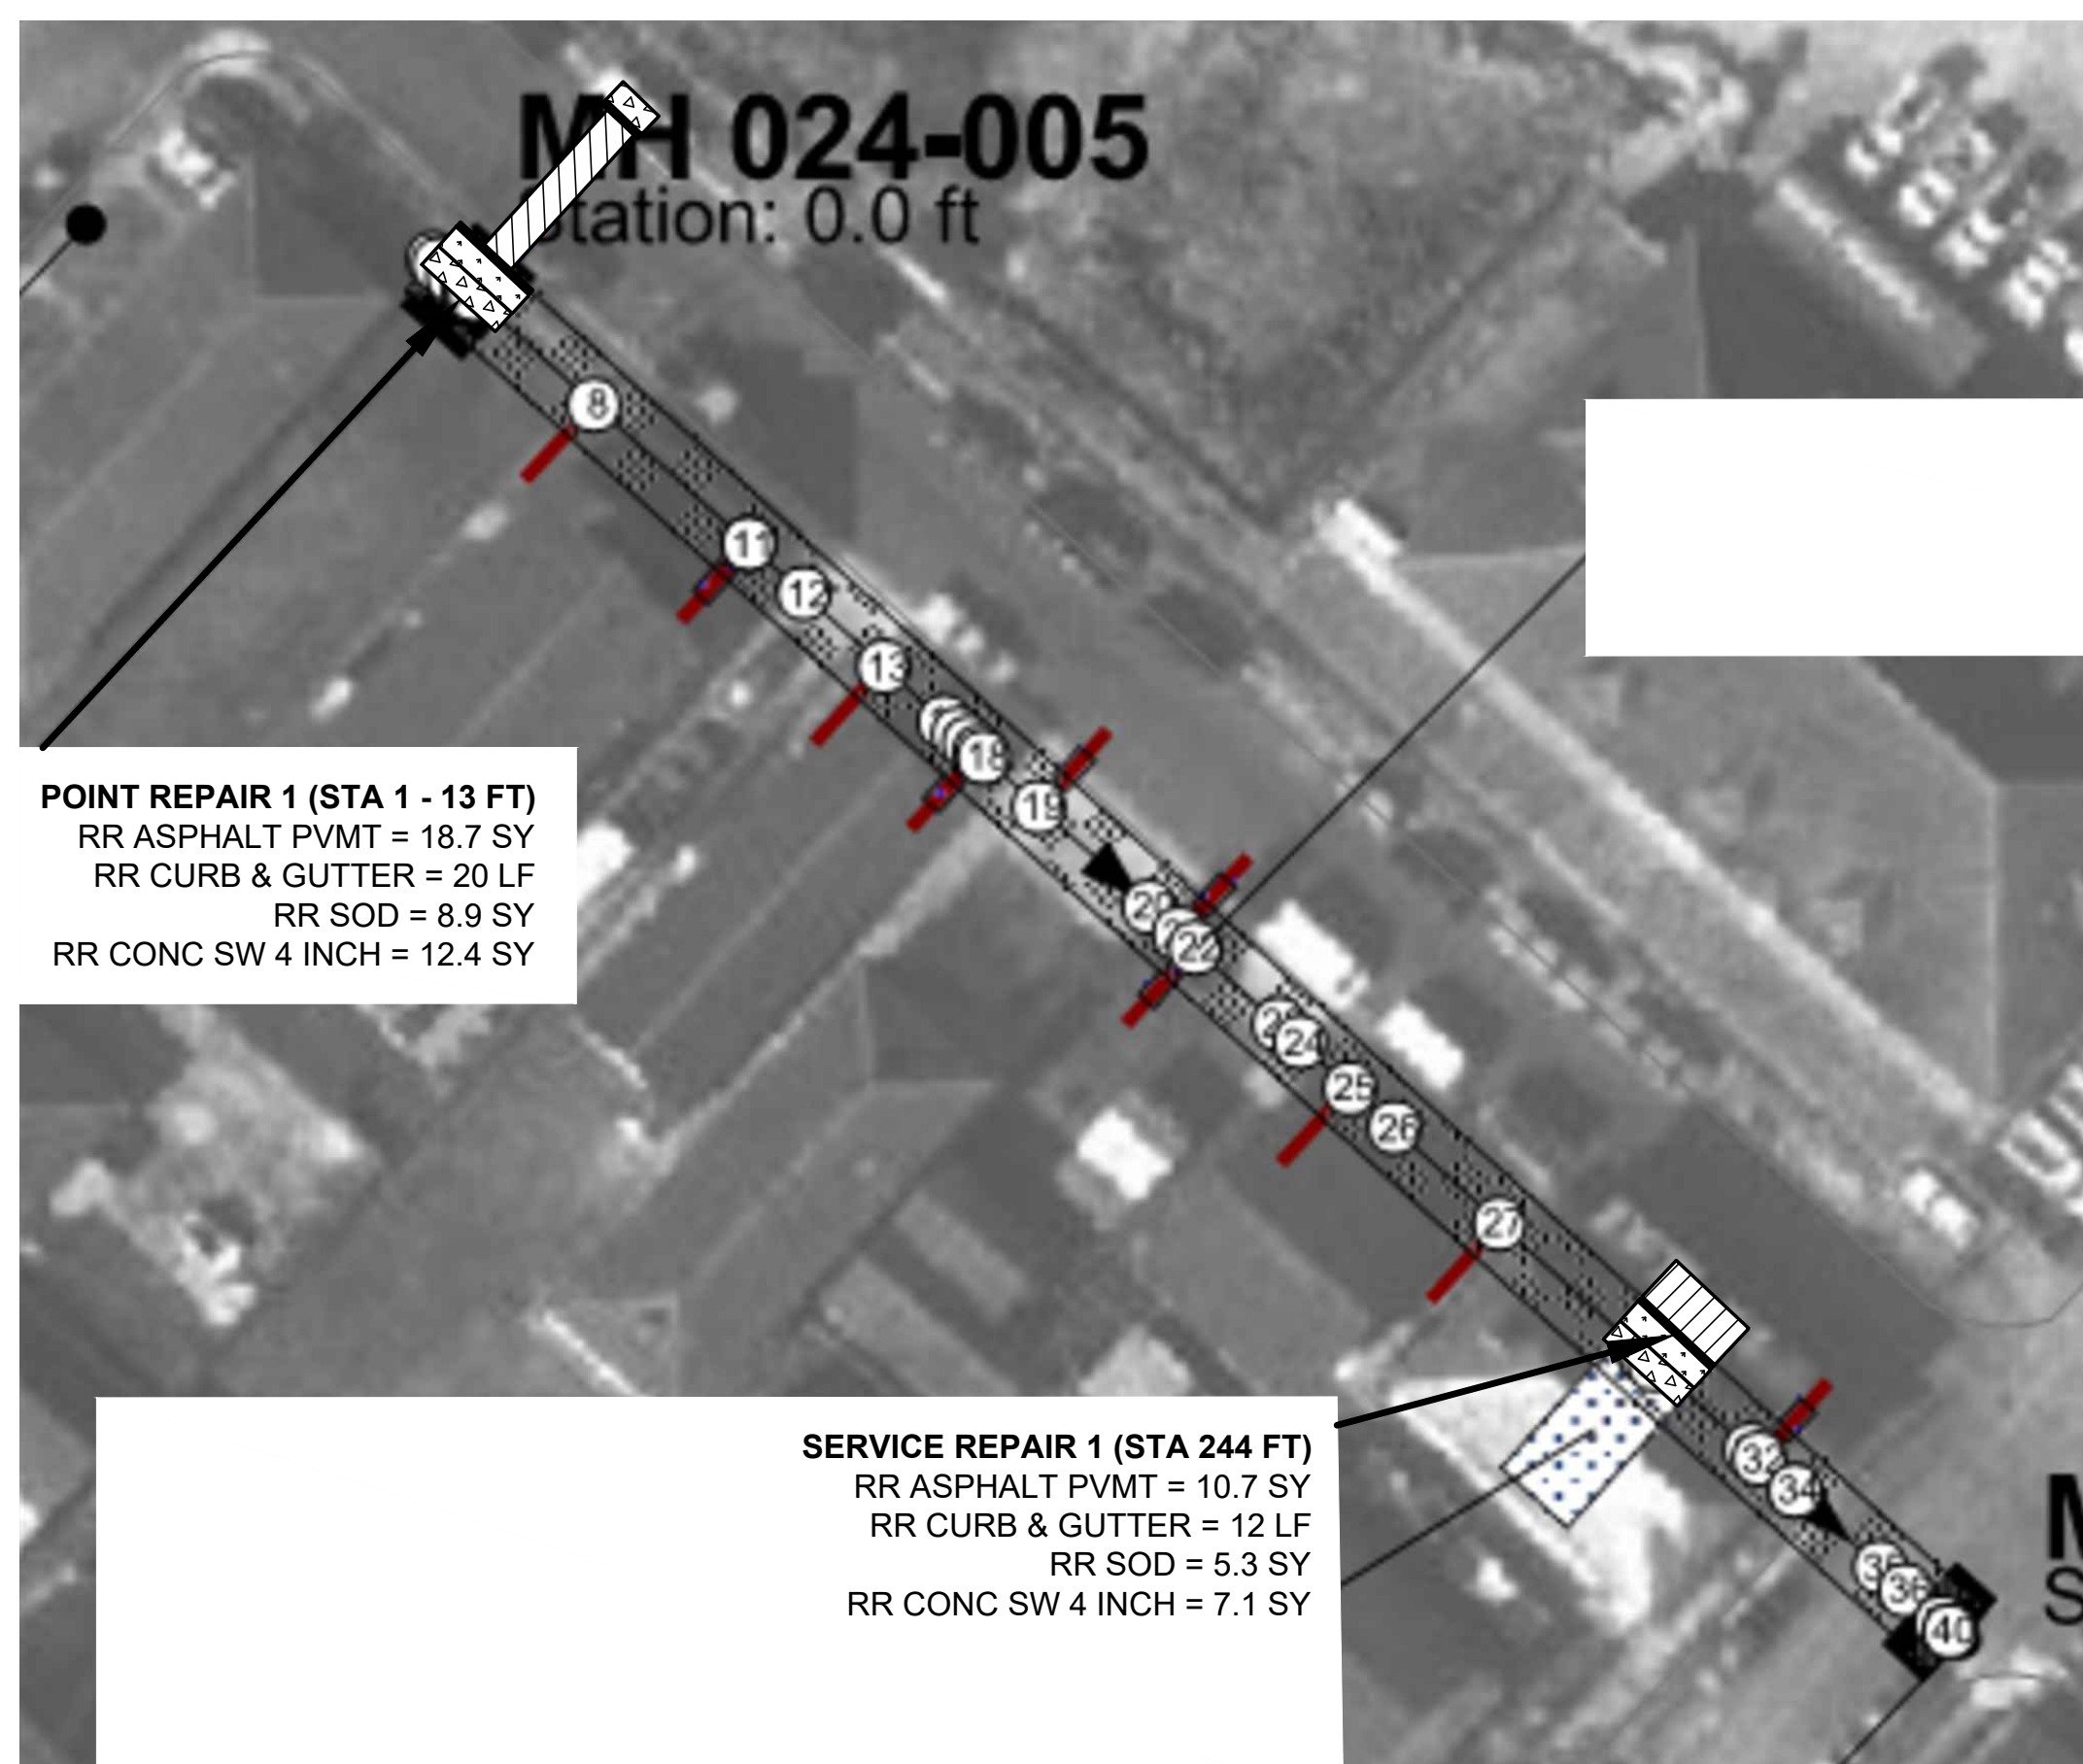 MH 024-005
Station: 0.0 ft
8
11
12
13
18
19
22
24
25
26
27
34
35
36
40
POINT REPAIR 1 (STA 1 - 13 FT)
RR ASPHALT PVMT = 18.7 SY
RR CURB & GUTTER = 20 LF
RR SOD = 8.9 SY
RR CONC SW 4 INCH = 12.4 SY
SERVICE REPAIR 1 (STA 244 FT)
RR ASPHALT PVMT = 10.7 SY
RR CURB & GUTTER = 12 LF
RR SOD = 5.3 SY
RR CONC SW 4 INCH = 7.1 SY